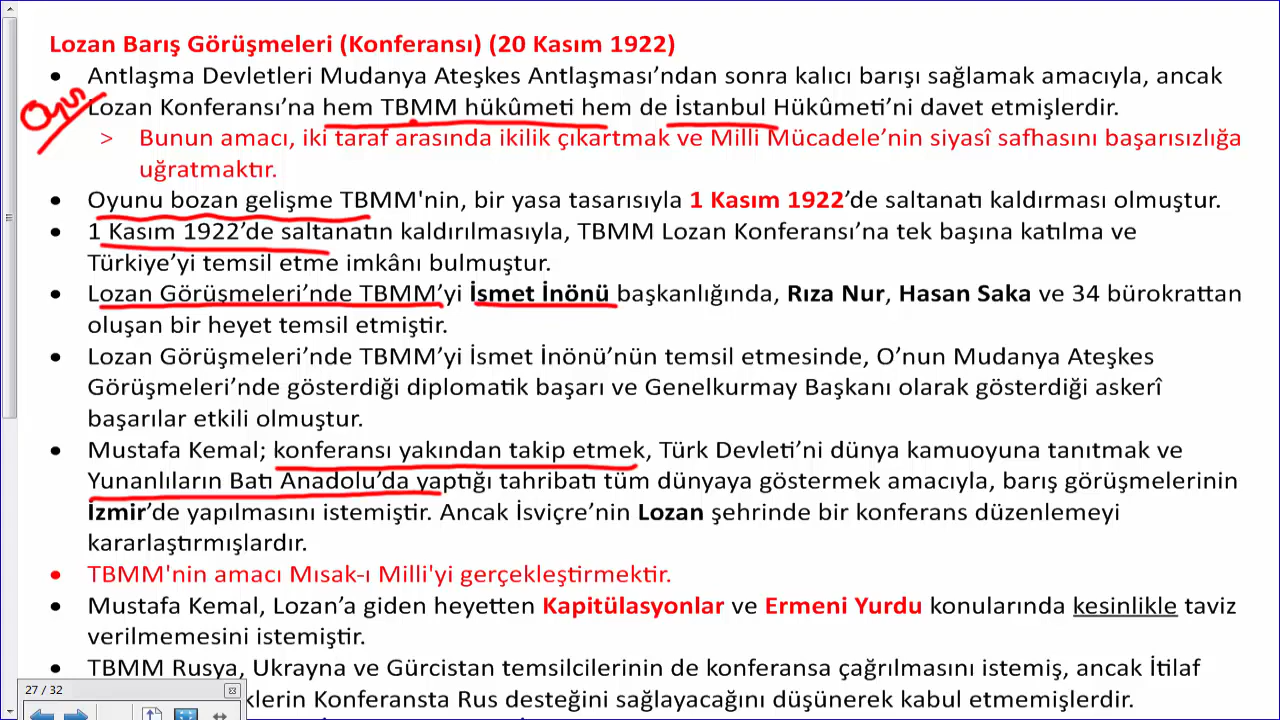 Lozan Barış Görüşmeleri (Konferansı) (20 Kasım 1922)
• Antlaşma Devletleri Mudanya Ateşkes Antlaşması’ndan sonra kalıcı barışı sağlamak amacıyla, ancak
Lozan Konferansı’na hem TBMM hükûmeti hem de İstanbul Hükûmeti’ni davet etmişlerdir.
> Bunun amacı, iki taraf arasında ikilik çıkartmak ve Milli Mücadele’nin siyasî safhasını başarısızlığa
uğratmaktır.
• Oyunu bozan gelişme TBMM'nin, bir yasa tasarısıyla 1 Kasım 1922’de saltanatı kaldırması olmuştur.
• 1 Kasım 1922’de saltanatın kaldırılmasıyla, TBMM Lozan Konferansı’na tek başına katılma ve
Türkiye’yi temsil etme imkânı bulmuştur.
• Lozan Görüşmeleri’nde TBMM’yi İsmet İnönü başkanlığında, Rıza Nur, Hasan Saka ve 34 bürokrattan
oluşan bir heyet temsil etmiştir.
• Lozan Görüşmeleri’nde TBMM’yi İsmet İnönü’nün temsil etmesinde, O’nun Mudanya Ateşkes
Görüşmeleri’nde gösterdiği diplomatik başarı ve Genelkurmay Başkanı olarak gösterdiği askerî
başarılar etkili olmuştur.
• Mustafa Kemal; konferansı yakından takip etmek, Türk Devleti’ni dünya kamuoyuna tanıtmak ve
Yunanlıların Batı Anadolu’da yaptığı tahribatı tüm dünyaya göstermek amacıyla, barış görüşmelerinin
İzmir’de yapılmasını istemiştir. Ancak İsviçre’nin Lozan şehrinde bir konferans düzenlemeyi
kararlaştırmışlardır.
• TBMM'nin amacı Mısak-ı Milli'yi gerçekleştirmektir.
• Mustafa Kemal, Lozan’a giden heyetten Kapitülasyonlar ve Ermeni Yurdu konularında kesinlikle taviz
verilmemesini istemiştir.
• TBMM Rusya, Ukrayna ve Gürcistan temsilcilerinin de konferansa çağrılmasını istemiş, ancak İtilaf
klerin Konferansta Rus desteğini sağlayacağını düşünerek kabul etmemişlerdir.
27 / 32